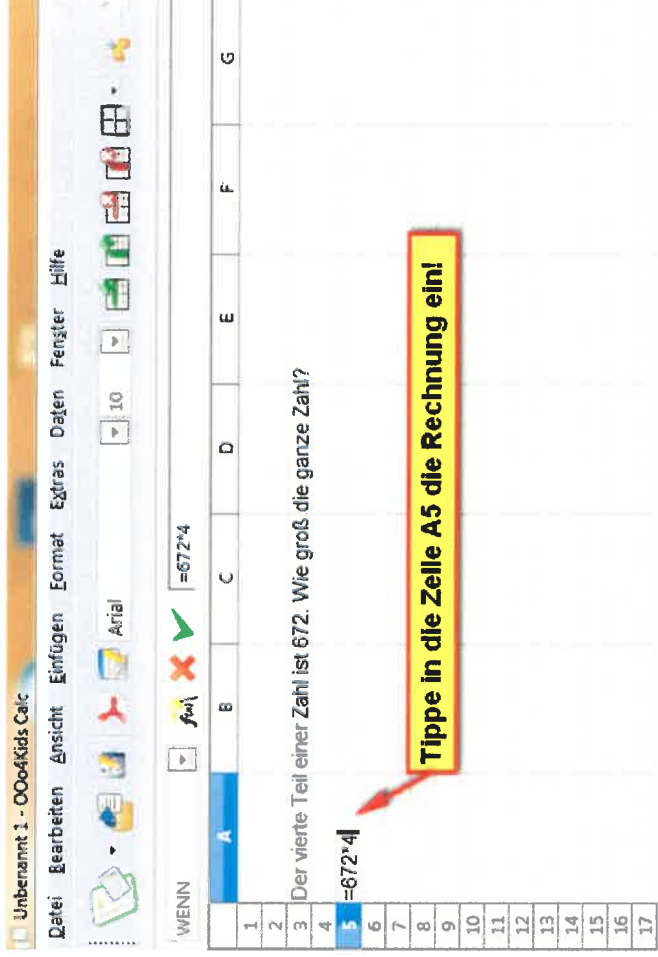 Unbenannt 1 - OOo4Kids Calc
Datei Bearbeiten Ansicht Einfügen Format Extras Daten Fenster Hilfe
Arial 10
WENN f(x) =672*4
A B C D E F G
1
2
3 Der vierte Teil einer Zahl ist 672. Wie groß die ganze Zahl?
4
5 =672*4
6
7
8 Tippe in die Zelle A5 die Rechnung ein!
9
10
11
12
13
14
15
16
17